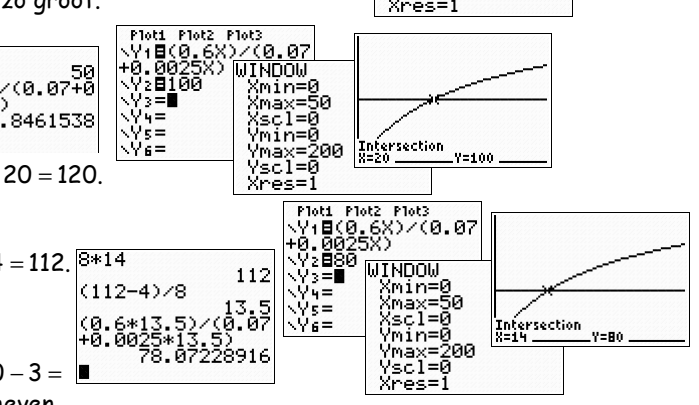 zo groot.
Xres=1
50
/(0.07+0
)
.8461538
Plot1 Plot2 Plot3
\Y1=(0.6X)/(0.07
+0.0025X)
\Y2=100
\Y3=
\Y4=
\Y5=
\Y6=
WINDOW
Xmin=0
Xmax=50
Xscl=0
Ymin=0
Ymax=200
Yscl=0
Xres=1
Intersection
X=20 Y=100
20 = 120.
= 112.
8*14
112
(112-4)/8
13.5
(0.6*13.5)/(0.07
+0.0025*13.5)
78.07228916
Plot1 Plot2 Plot3
\Y1=(0.6X)/(0.07
+0.0025X)
\Y2=80
\Y3=
\Y4=
\Y5=
\Y6=
WINDOW
Xmin=0
Xmax=50
Xscl=0
Ymin=0
Ymax=200
Yscl=0
Xres=1
Intersection
X=14 Y=80
0 – 3 =